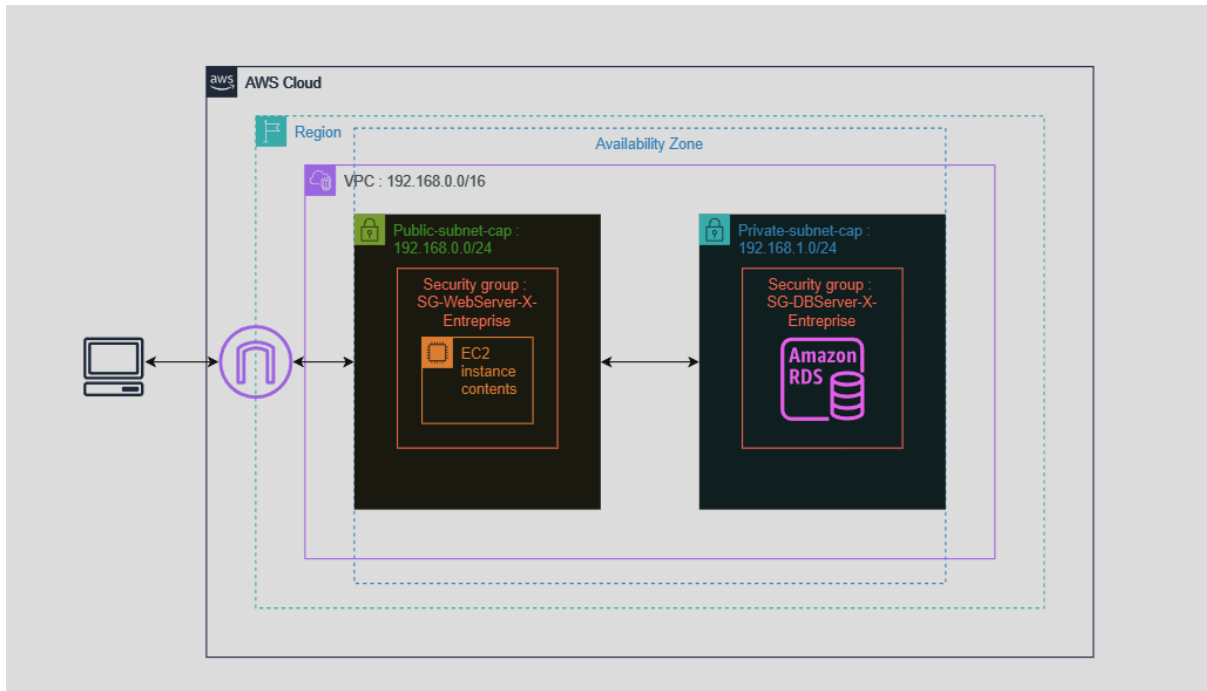 aws
AWS Cloud
Region
Availability Zone
VPC : 192.168.0.0/16
Public-subnet-cap :
192.168.0.0/24
Security group :
SG-WebServer-X-
Entreprise
EC2
instance
contents
Private-subnet-cap :
192.168.1.0/24
Security group :
SG-DBServer-X-
Entreprise
Amazon
RDS